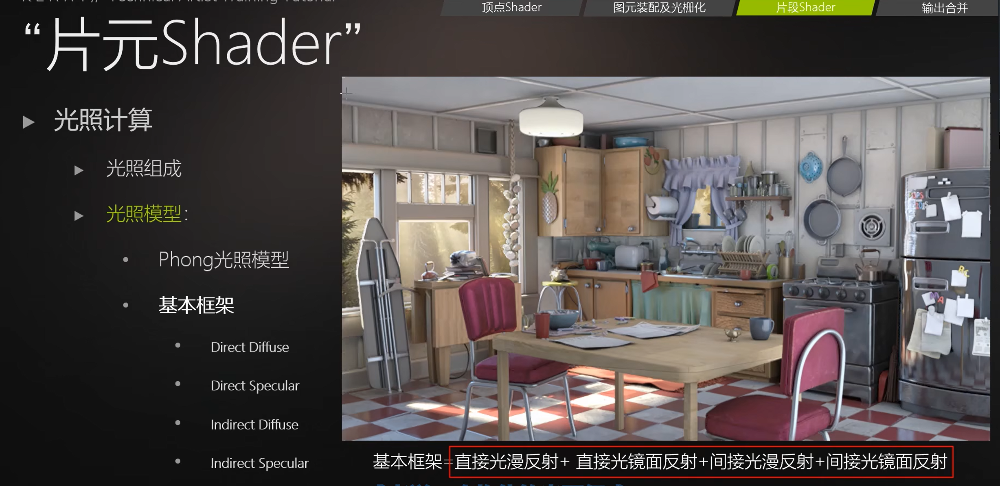 Technical Artist Training Tutorial
顶点Shader
图元装配及光栅化
片段Shader
输出合并
“片元Shader”
光照计算
光照组成
光照模型：
Phong光照模型
基本框架
Direct Diffuse
Direct Specular
Indirect Diffuse
Indirect Specular
基本框架=直接光漫反射+ 直接光镜面反射+间接光漫反射+间接光镜面反射